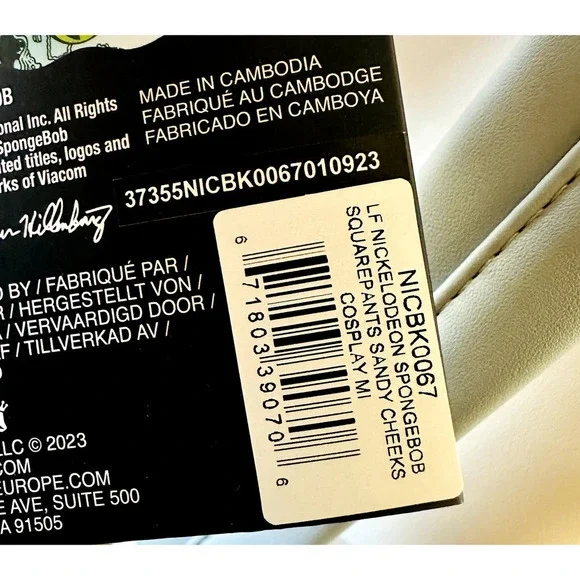 OB
onal Inc. All Rights
SpongeBob
ted titles, logos and
rks of Viacom
MADE IN CAMBODIA
FABRIQUÉ AU CAMBODGE
FABRICADO EN CAMBOYA
37355NICBK0067010923
Hillenburg
D BY / FABRIQUÉ PAR /
R / HERGESTELLT VON /
A / VERVAARDIGD DOOR /
F / TILLVERKAD AV /
LLC © 2023
COM
EUROPE.COM
E AVE, SUITE 500
A 91505
NICBK0067
LF NICKELODEON SPONGEBOB
SQUAREPANTS SANDY CHEEKS
COSPLAY MI
6 71803 39070 6